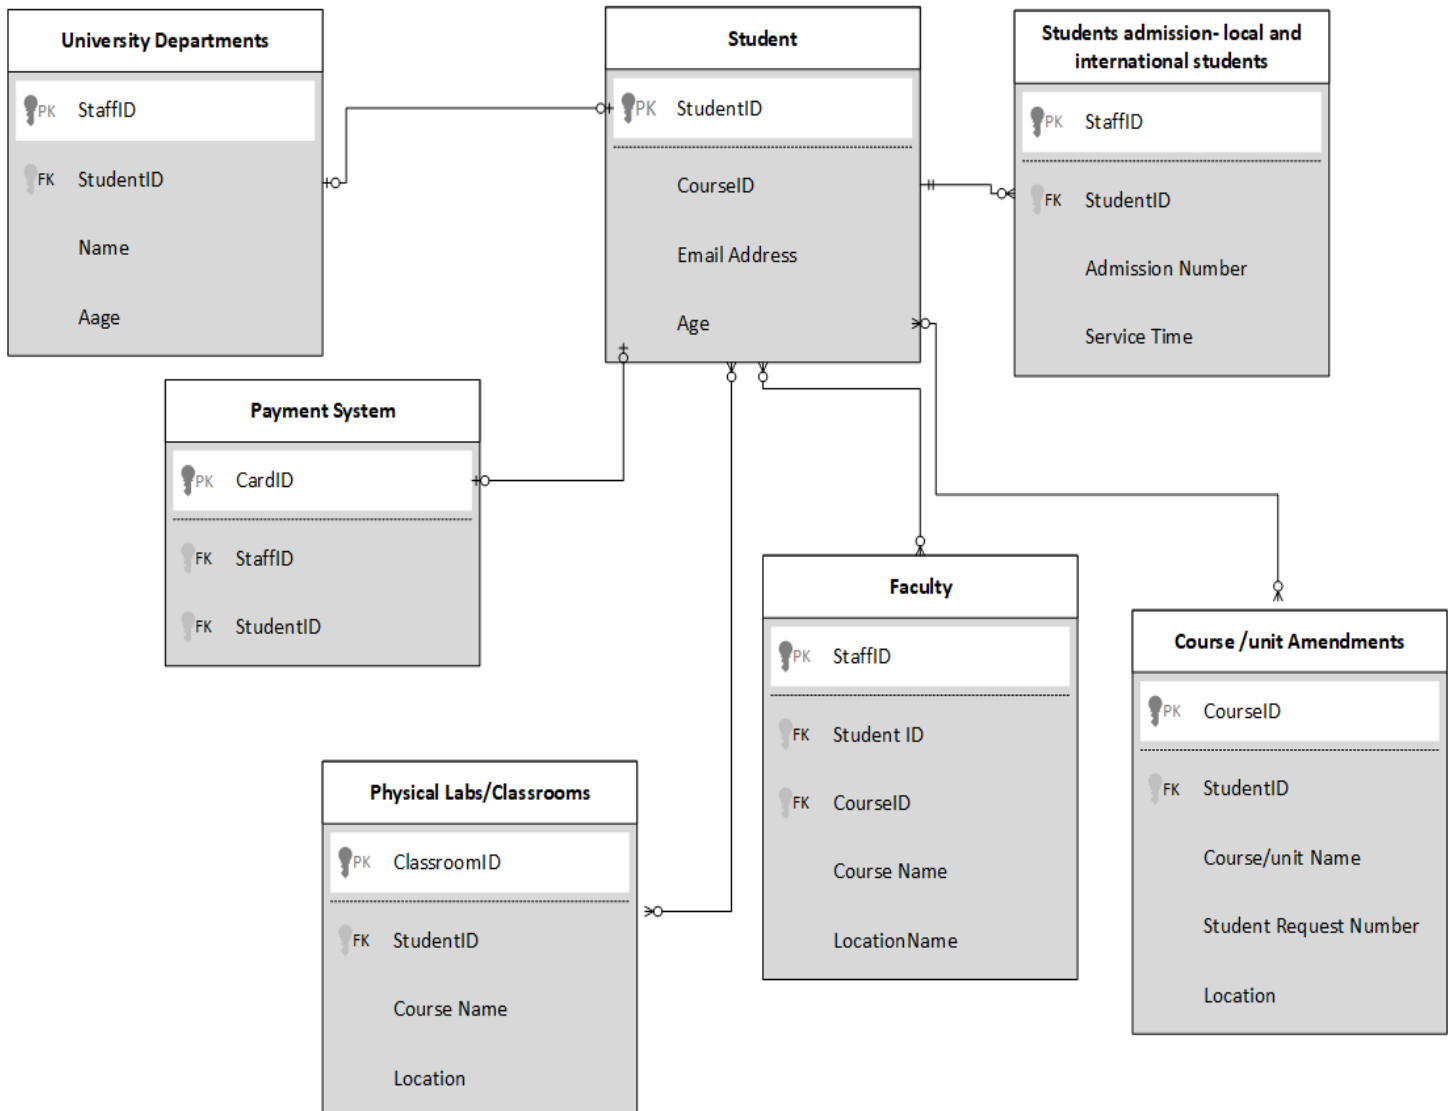 University Departments
PK StaffID
FK StudentID
Name
Aage
Student
PK StudentID
CourseID
Email Address
Age
Students admission- local and
international students
PK StaffID
FK StudentID
Admission Number
Service Time
Payment System
PK CardID
FK StaffID
FK StudentID
Faculty
PK StaffID
FK Student ID
FK CourseID
Course Name
LocationName
Course /unit Amendments
PK CourseID
FK StudentID
Course/unit Name
Student Request Number
Location
Physical Labs/Classrooms
PK ClassroomID
FK StudentID
Course Name
Location